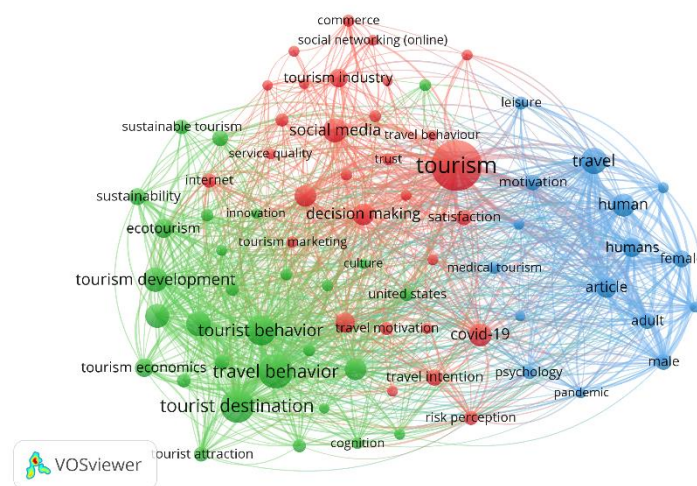 commerce
social networking (online)
tourism industry
leisure
sustainable tourism
social media
travel behaviour
service quality
trust
tourism
travel
internet
motivation
sustainability
human
innovation
decision making
satisfaction
ecotourism
tourism marketing
humans
female
culture
medical tourism
tourism development
article
united states
adult
tourist behavior
travel motivation
covid-19
male
tourism economics
travel behavior
travel intention
psychology
pandemic
tourist destination
risk perception
cognition
tourist attraction
VOSviewer